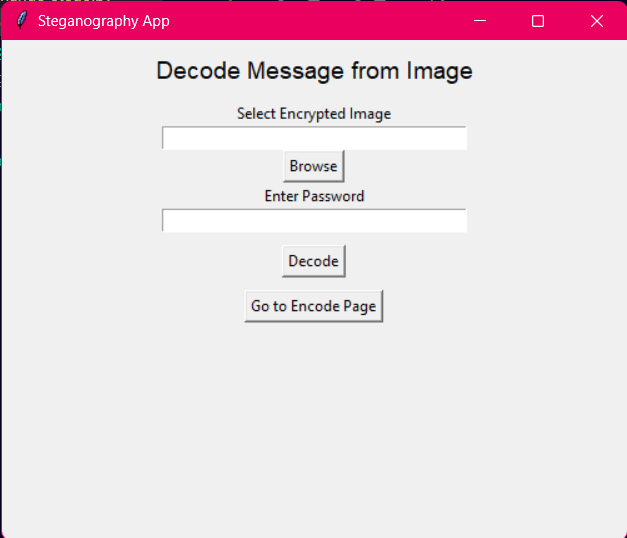 Steganography App
Decode Message from Image
Select Encrypted Image
Browse
Enter Password
Decode
Go to Encode Page